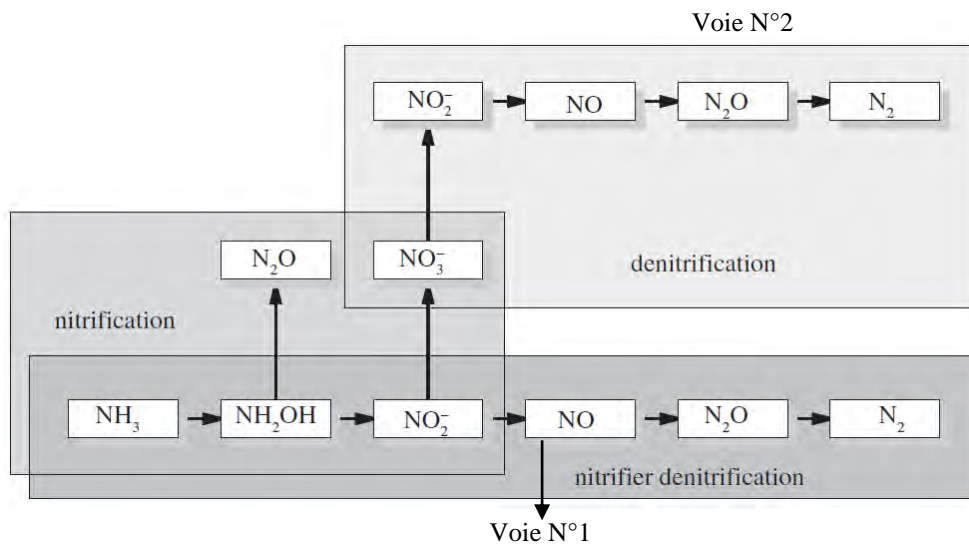 Voie N°2
NO₂⁻ NO N₂O N₂
N₂O NO₃⁻ denitrification
nitrification
NH₃ NH₂OH NO₂⁻ NO N₂O N₂
nitrifier denitrification
Voie N°1